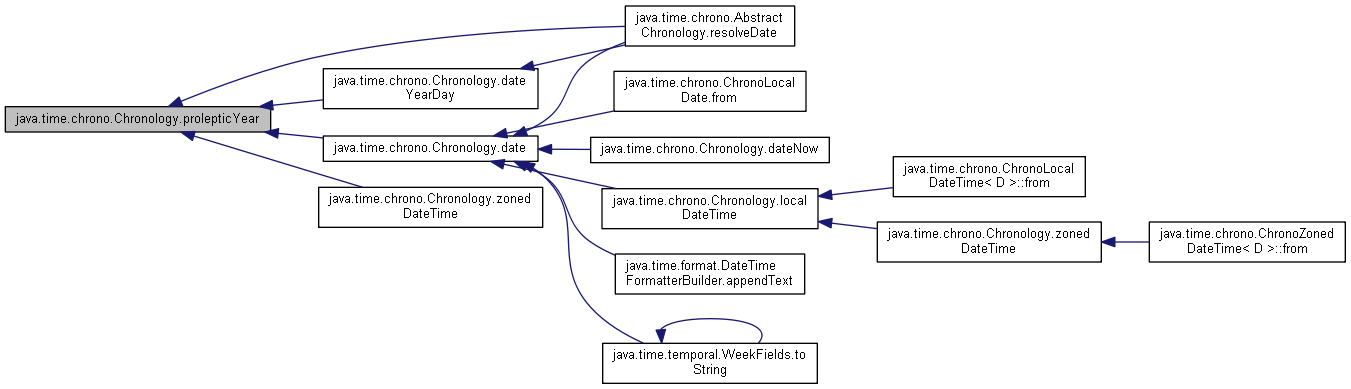 java.time.chrono.Chronology.prolepticYear
java.time.chrono.Abstract
Chronology.resolveDate
java.time.chrono.Chronology.date
YearDay
java.time.chrono.Chronology.date
java.time.chrono.Chronology.zoned
DateTime
java.time.chrono.ChronoLocal
Date.from
java.time.chrono.Chronology.dateNow
java.time.chrono.Chronology.local
DateTime
java.time.format.DateTime
FormatterBuilder.appendText
java.time.temporal.WeekFields.to
String
java.time.chrono.ChronoLocal
DateTime< D >::from
java.time.chrono.Chronology.zoned
DateTime
java.time.chrono.ChronoZoned
DateTime< D >::from